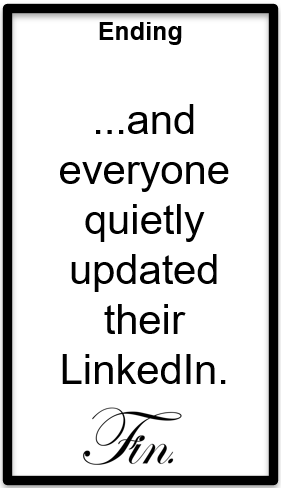 Ending
...and
everyone
quietly
updated
their
LinkedIn.
Fin.